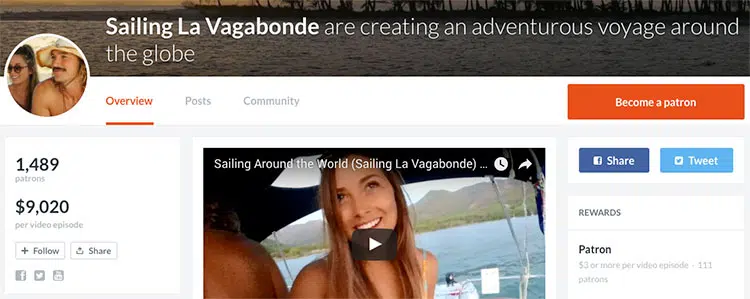 Sailing La Vagabonde are creating an adventurous voyage around
the globe
Overview
Posts
Community
Become a patron
1,489
patrons
$9,020
per video episode
+ Follow
Share
Sailing Around the World (Sailing La Vagabonde) ...
Share
Tweet
REWARDS
Patron
$3 or more per video episode · 111
patrons